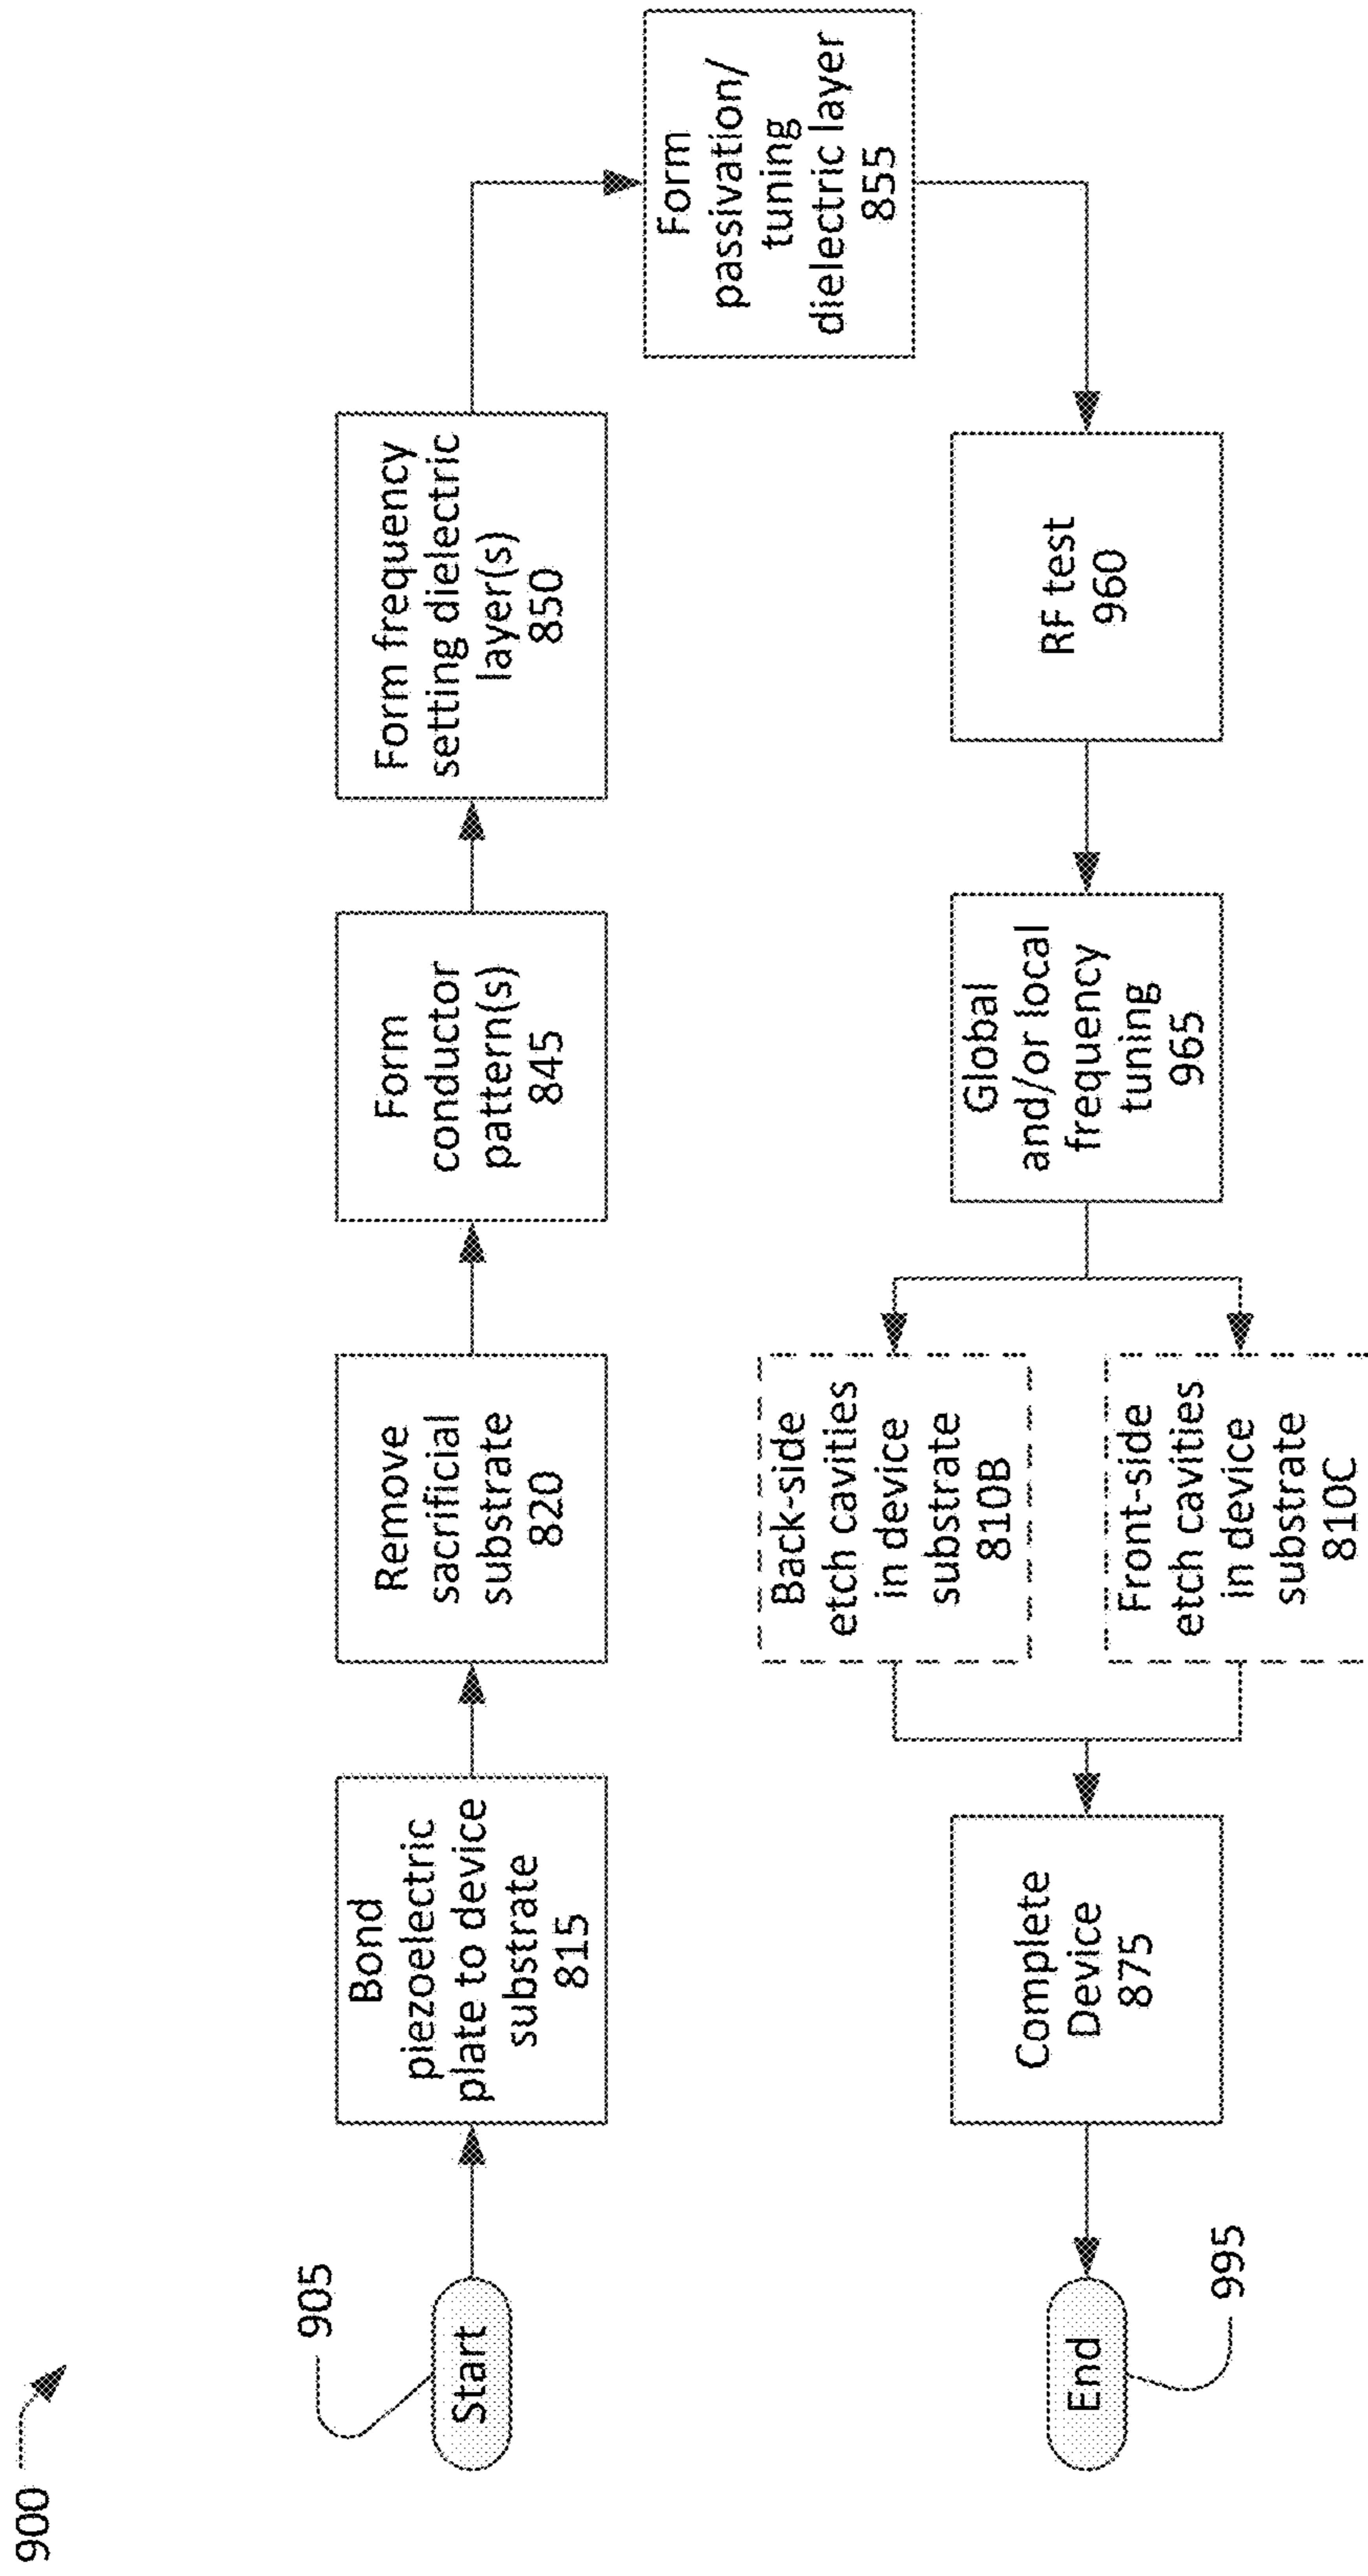 900
905
Start
Bond
piezoelectric
plate to device
substrate
815
Remove
sacrificial
substrate
820
Form
conductor
pattern(s)
845
Form frequency
setting dielectric
layer(s)
850
Form
passivation/
tuning
dielectric layer
855
RF test
960
Global
and/or local
frequency
tuning
965
Back-side
etch cavities
in device
substrate
810B
Front-side
etch cavities
in device
substrate
810C
Complete
Device
875
End
995